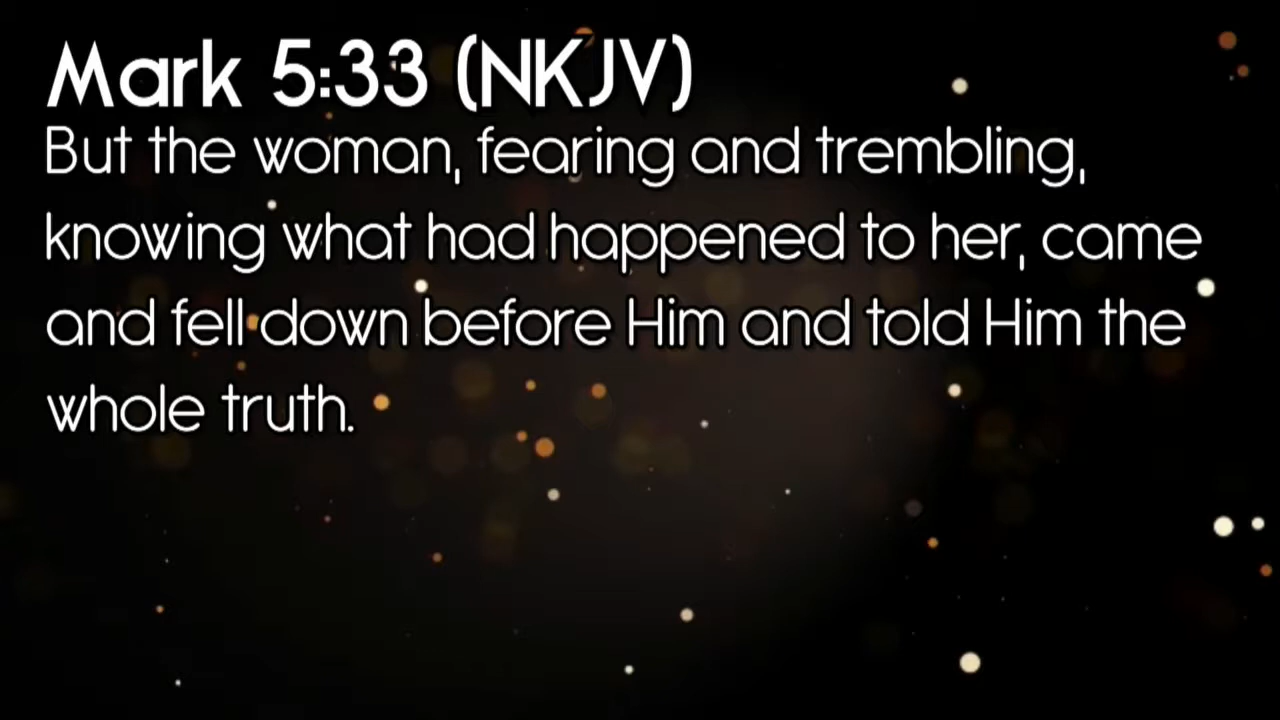 Mark 5:33 (NKJV)
But the woman, fearing and trembling,
knowing what had happened to her, came
and fell down before Him and told Him the
whole truth.